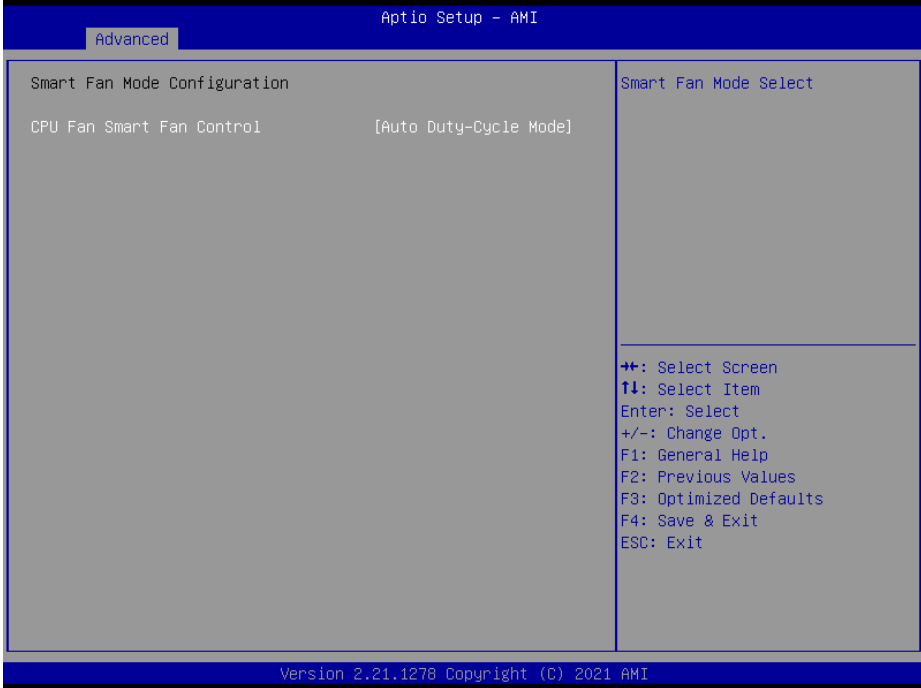 Aptio Setup – AMI
Advanced
Smart Fan Mode Configuration
CPU Fan Smart Fan Control [Auto Duty-Cycle Mode]
Smart Fan Mode Select
→←: Select Screen
↑↓: Select Item
Enter: Select
+/-: Change Opt.
F1: General Help
F2: Previous Values
F3: Optimized Defaults
F4: Save & Exit
ESC: Exit
Version 2.21.1278 Copyright (C) 2021 AMI